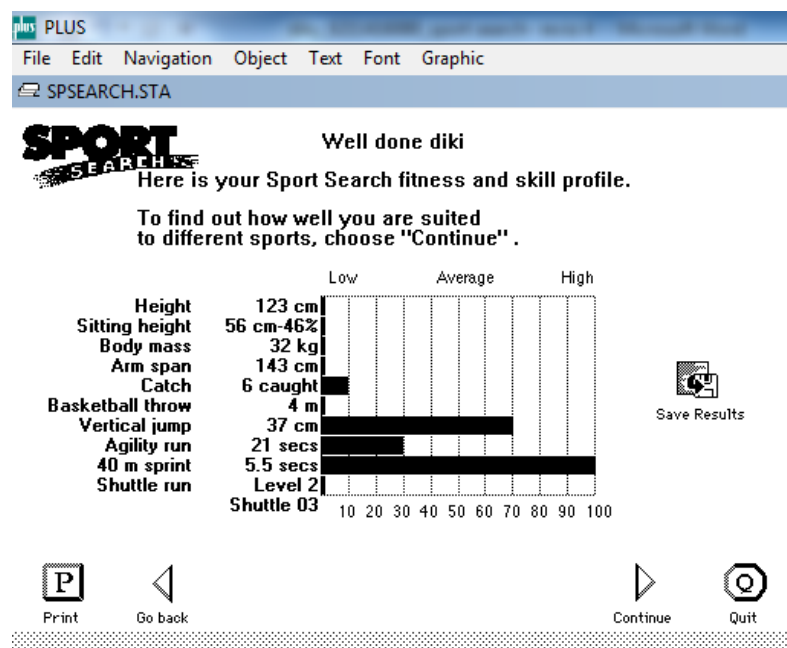 plus PLUS
File Edit Navigation Object Text Font Graphic
SPSEARCH.STA
SPORT
SEARCH
Well done diki
Here is your Sport Search fitness and skill profile.
To find out how well you are suited
to different sports, choose "Continue" .
Low Average High
Height 123 cm
Sitting height 56 cm-46%
Body mass 32 kg
Arm span 143 cm
Catch 6 caught
Basketball throw 4 m
Vertical jump 37 cm
Agility run 21 secs
40 m sprint 5.5 secs
Shuttle run Level 2
Shuttle 03
10 20 30 40 50 60 70 80 90 100
Save Results
P
Print
Go back
Continue
Q
Quit